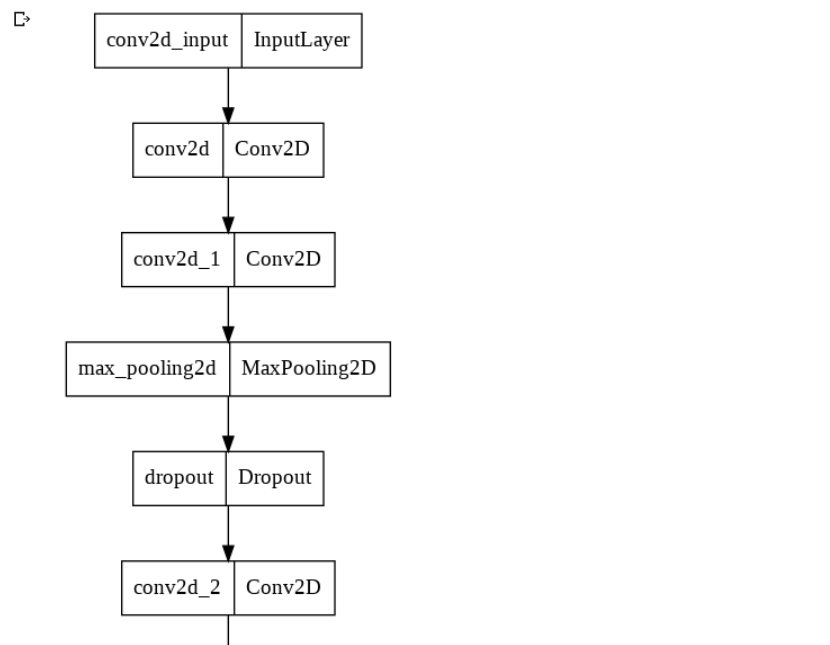 conv2d_input InputLayer
conv2d Conv2D
conv2d_1 Conv2D
max_pooling2d MaxPooling2D
dropout Dropout
conv2d_2 Conv2D